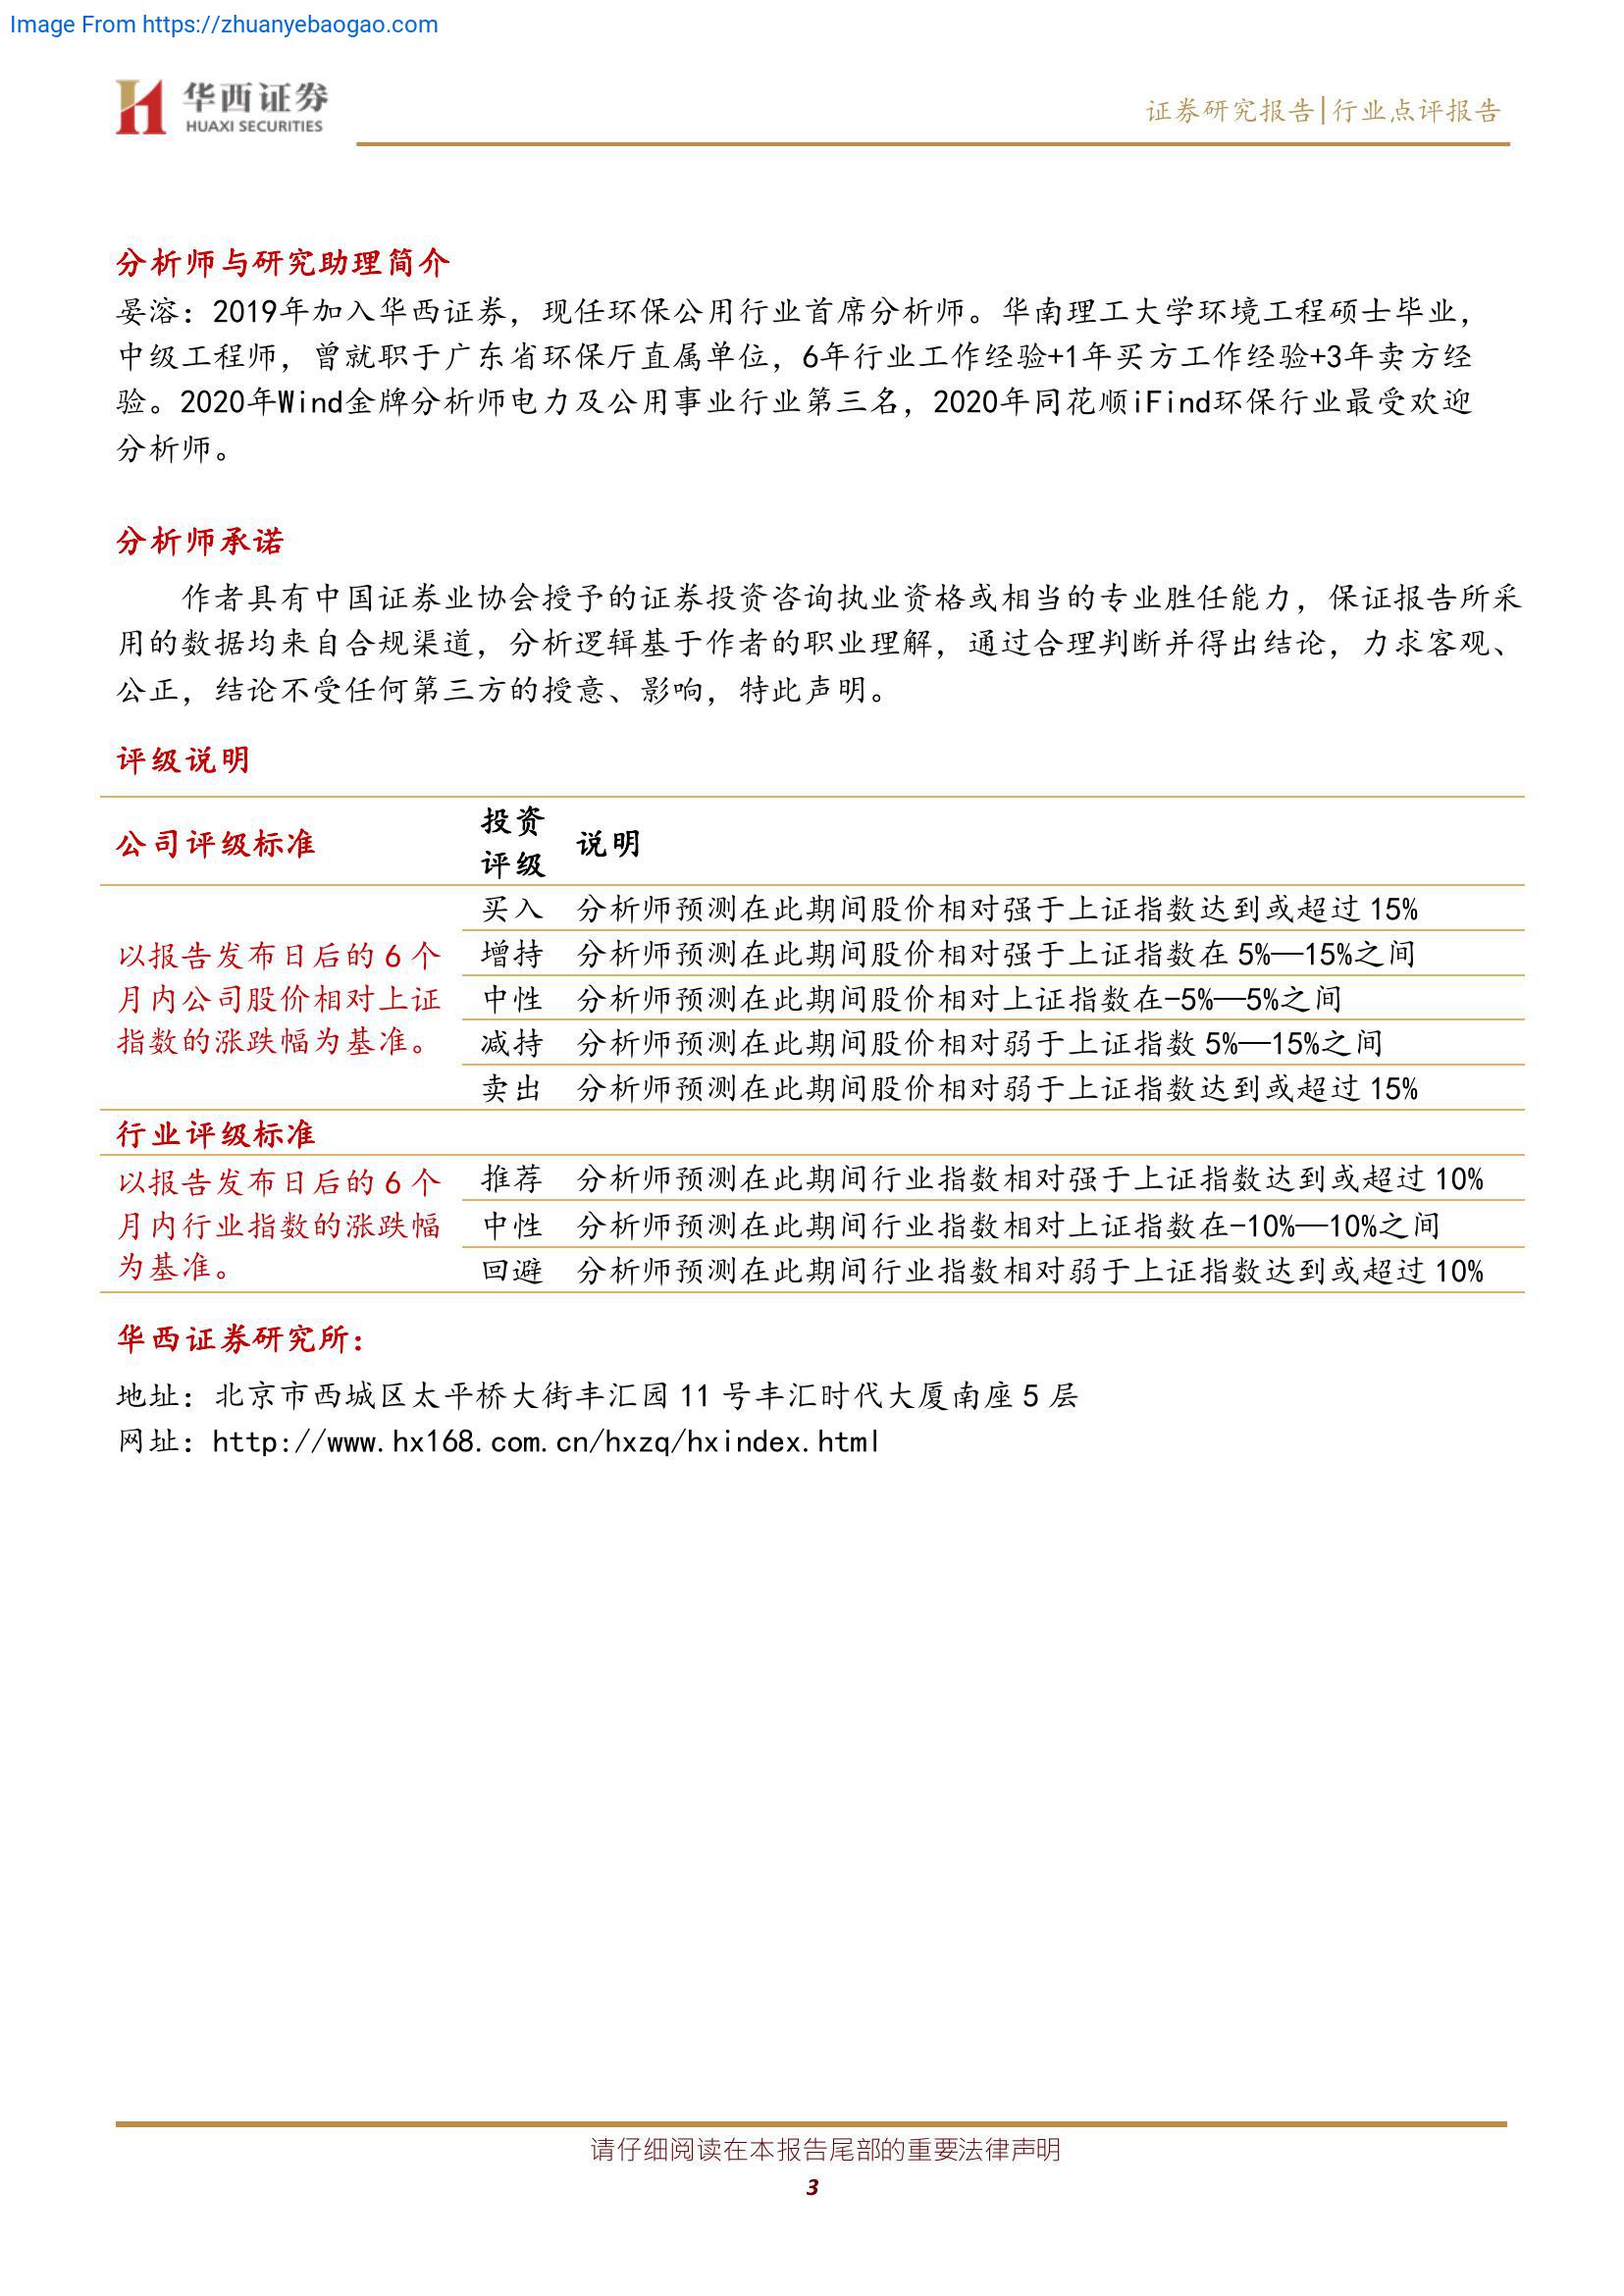 Image From https://zhuanyebaogao.com
华西证券
HUAXI SECURITIES
证券研究报告|行业点评报告
分析师与研究助理简介
晏溶：2019年加入华西证券，现任环保公用行业首席分析师。华南理工大学环境工程硕士毕业，
中级工程师，曾就职于广东省环保厅直属单位，6年行业工作经验+1年买方工作经验+3年卖方经
验。2020年Wind金牌分析师电力及公用事业行业第三名，2020年同花顺iFind环保行业最受欢迎
分析师。
分析师承诺
作者具有中国证券业协会授予的证券投资咨询执业资格或相当的专业胜任能力，保证报告所采
用的数据均来自合规渠道，分析逻辑基于作者的职业理解，通过合理判断并得出结论，力求客观、
公正，结论不受任何第三方的授意、影响，特此声明。
评级说明
公司评级标准
投资
评级
说明
以报告发布日后的 6 个
月内公司股价相对上证
指数的涨跌幅为基准。
买入 分析师预测在此期间股价相对强于上证指数达到或超过 15%
增持 分析师预测在此期间股价相对强于上证指数在 5%—15%之间
中性 分析师预测在此期间股价相对上证指数在-5%—5%之间
减持 分析师预测在此期间股价相对弱于上证指数 5%—15%之间
卖出 分析师预测在此期间股价相对弱于上证指数达到或超过 15%
行业评级标准
以报告发布日后的 6 个
月内行业指数的涨跌幅
为基准。
推荐 分析师预测在此期间行业指数相对强于上证指数达到或超过 10%
中性 分析师预测在此期间行业指数相对上证指数在-10%—10%之间
回避 分析师预测在此期间行业指数相对弱于上证指数达到或超过 10%
华西证券研究所：
地址：北京市西城区太平桥大街丰汇园 11 号丰汇时代大厦南座 5 层
网址：http://www.hx168.com.cn/hxzq/hxindex.html
请仔细阅读在本报告尾部的重要法律声明
3